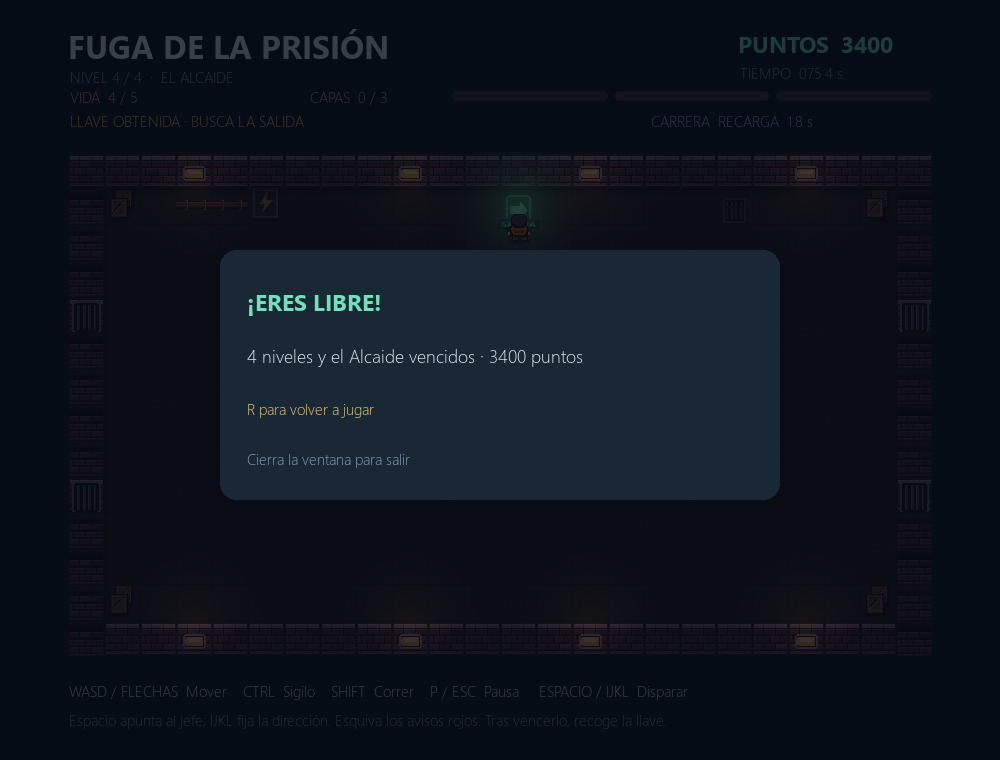 FUGA DE LA PRISIÓN
PUNTOS 3400
NIVEL 4 / 4 · EL ALCAIDE
TIEMPO 075.4 s
VIDA 4 / 5
CAPAS 0 / 3
LLAVE OBTENIDA · BUSCA LA SALIDA
CARRERA RECARGA 18 s
¡ERES LIBRE!
4 niveles y el Alcaide vencidos · 3400 puntos
R para volver a jugar
Cierra la ventana para salir
WASD / FLECHAS Mover CTRL Sigilo SHIFT Correr P / ESC Pausa ESPACIO / IJKL Disparar
Espacio apunta al jefe; IJKL fija la dirección. Esquiva los avisos rojos. Tras vencerlo, recoge la llave.